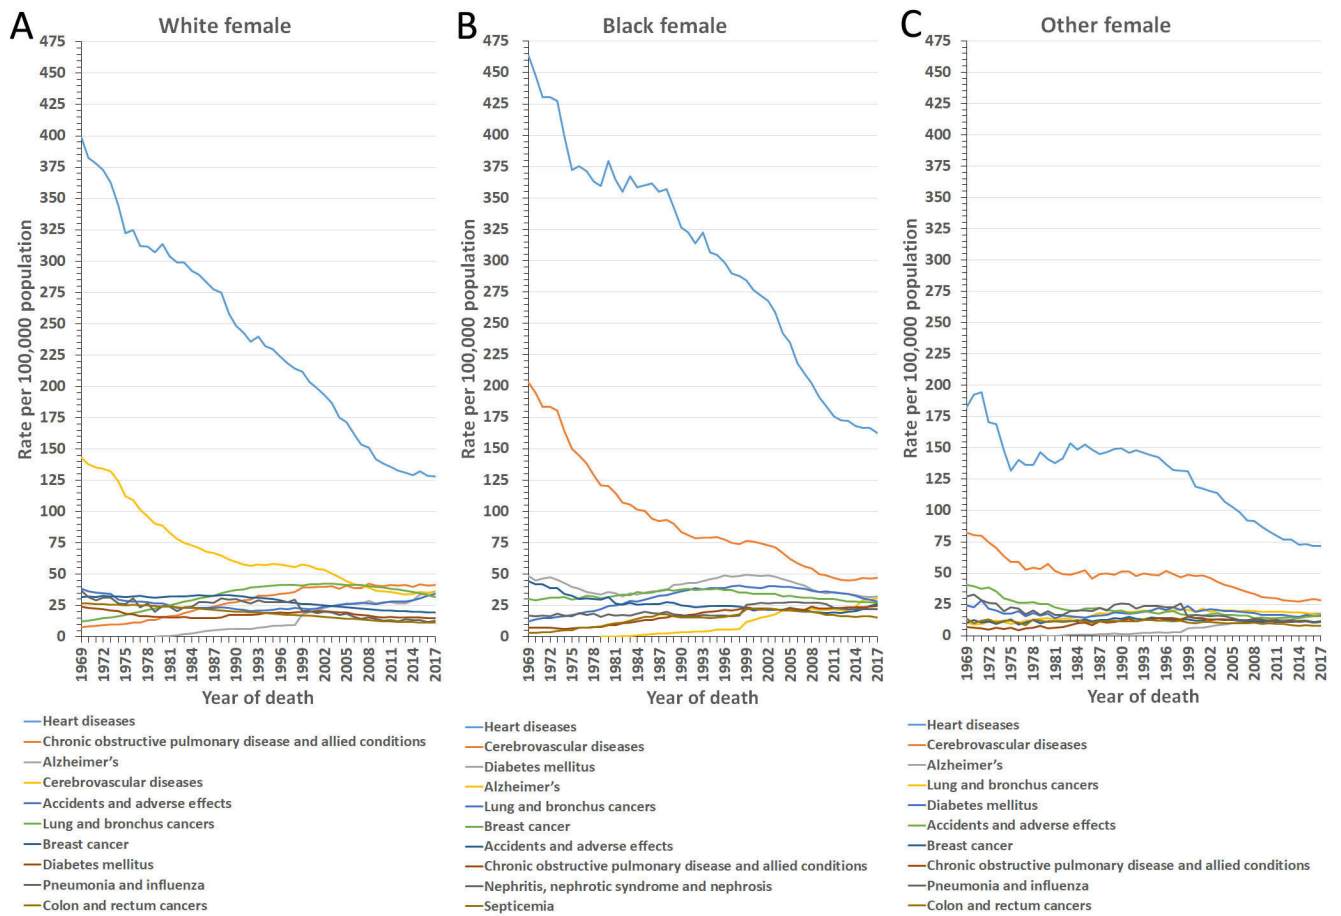 A
White female
Rate per 100,000 population
475
450
425
400
375
350
325
300
275
250
225
200
175
150
125
100
75
50
25
0
1969
1972
1975
1978
1981
1984
1987
1990
1993
1996
1999
2002
2005
2008
2011
2014
2017
Year of death
Heart diseases
Chronic obstructive pulmonary disease and allied conditions
Alzheimer's
Cerebrovascular diseases
Accidents and adverse effects
Lung and bronchus cancers
Breast cancer
Diabetes mellitus
Pneumonia and influenza
Colon and rectum cancers
B
Black female
Rate per 100,000 population
475
450
425
400
375
350
325
300
275
250
225
200
175
150
125
100
75
50
25
0
1969
1972
1975
1978
1981
1984
1987
1990
1993
1996
1999
2002
2005
2008
2011
2014
2017
Year of death
Heart diseases
Cerebrovascular diseases
Diabetes mellitus
Alzheimer's
Lung and bronchus cancers
Breast cancer
Accidents and adverse effects
Chronic obstructive pulmonary disease and allied conditions
Nephritis, nephrotic syndrome and nephrosis
Septicemia
C
Other female
Rate per 100,000 population
475
450
425
400
375
350
325
300
275
250
225
200
175
150
125
100
75
50
25
0
1969
1972
1975
1978
1981
1984
1987
1990
1993
1996
1999
2002
2005
2008
2011
2014
2017
Year of death
Heart diseases
Cerebrovascular diseases
Alzheimer's
Lung and bronchus cancers
Diabetes mellitus
Accidents and adverse effects
Breast cancer
Chronic obstructive pulmonary disease and allied conditions
Pneumonia and influenza
Colon and rectum cancers